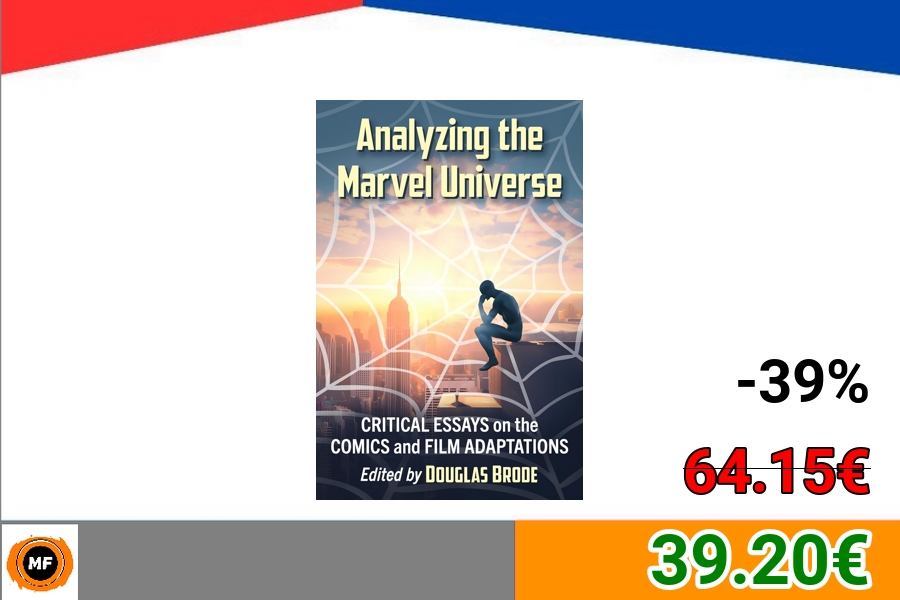 Analyzing the
Marvel Universe
CRITICAL ESSAYS on the
COMICS and FILM ADAPTATIONS
Edited by DOUGLAS BRODE
-39%
64.15€
39.20€
MF